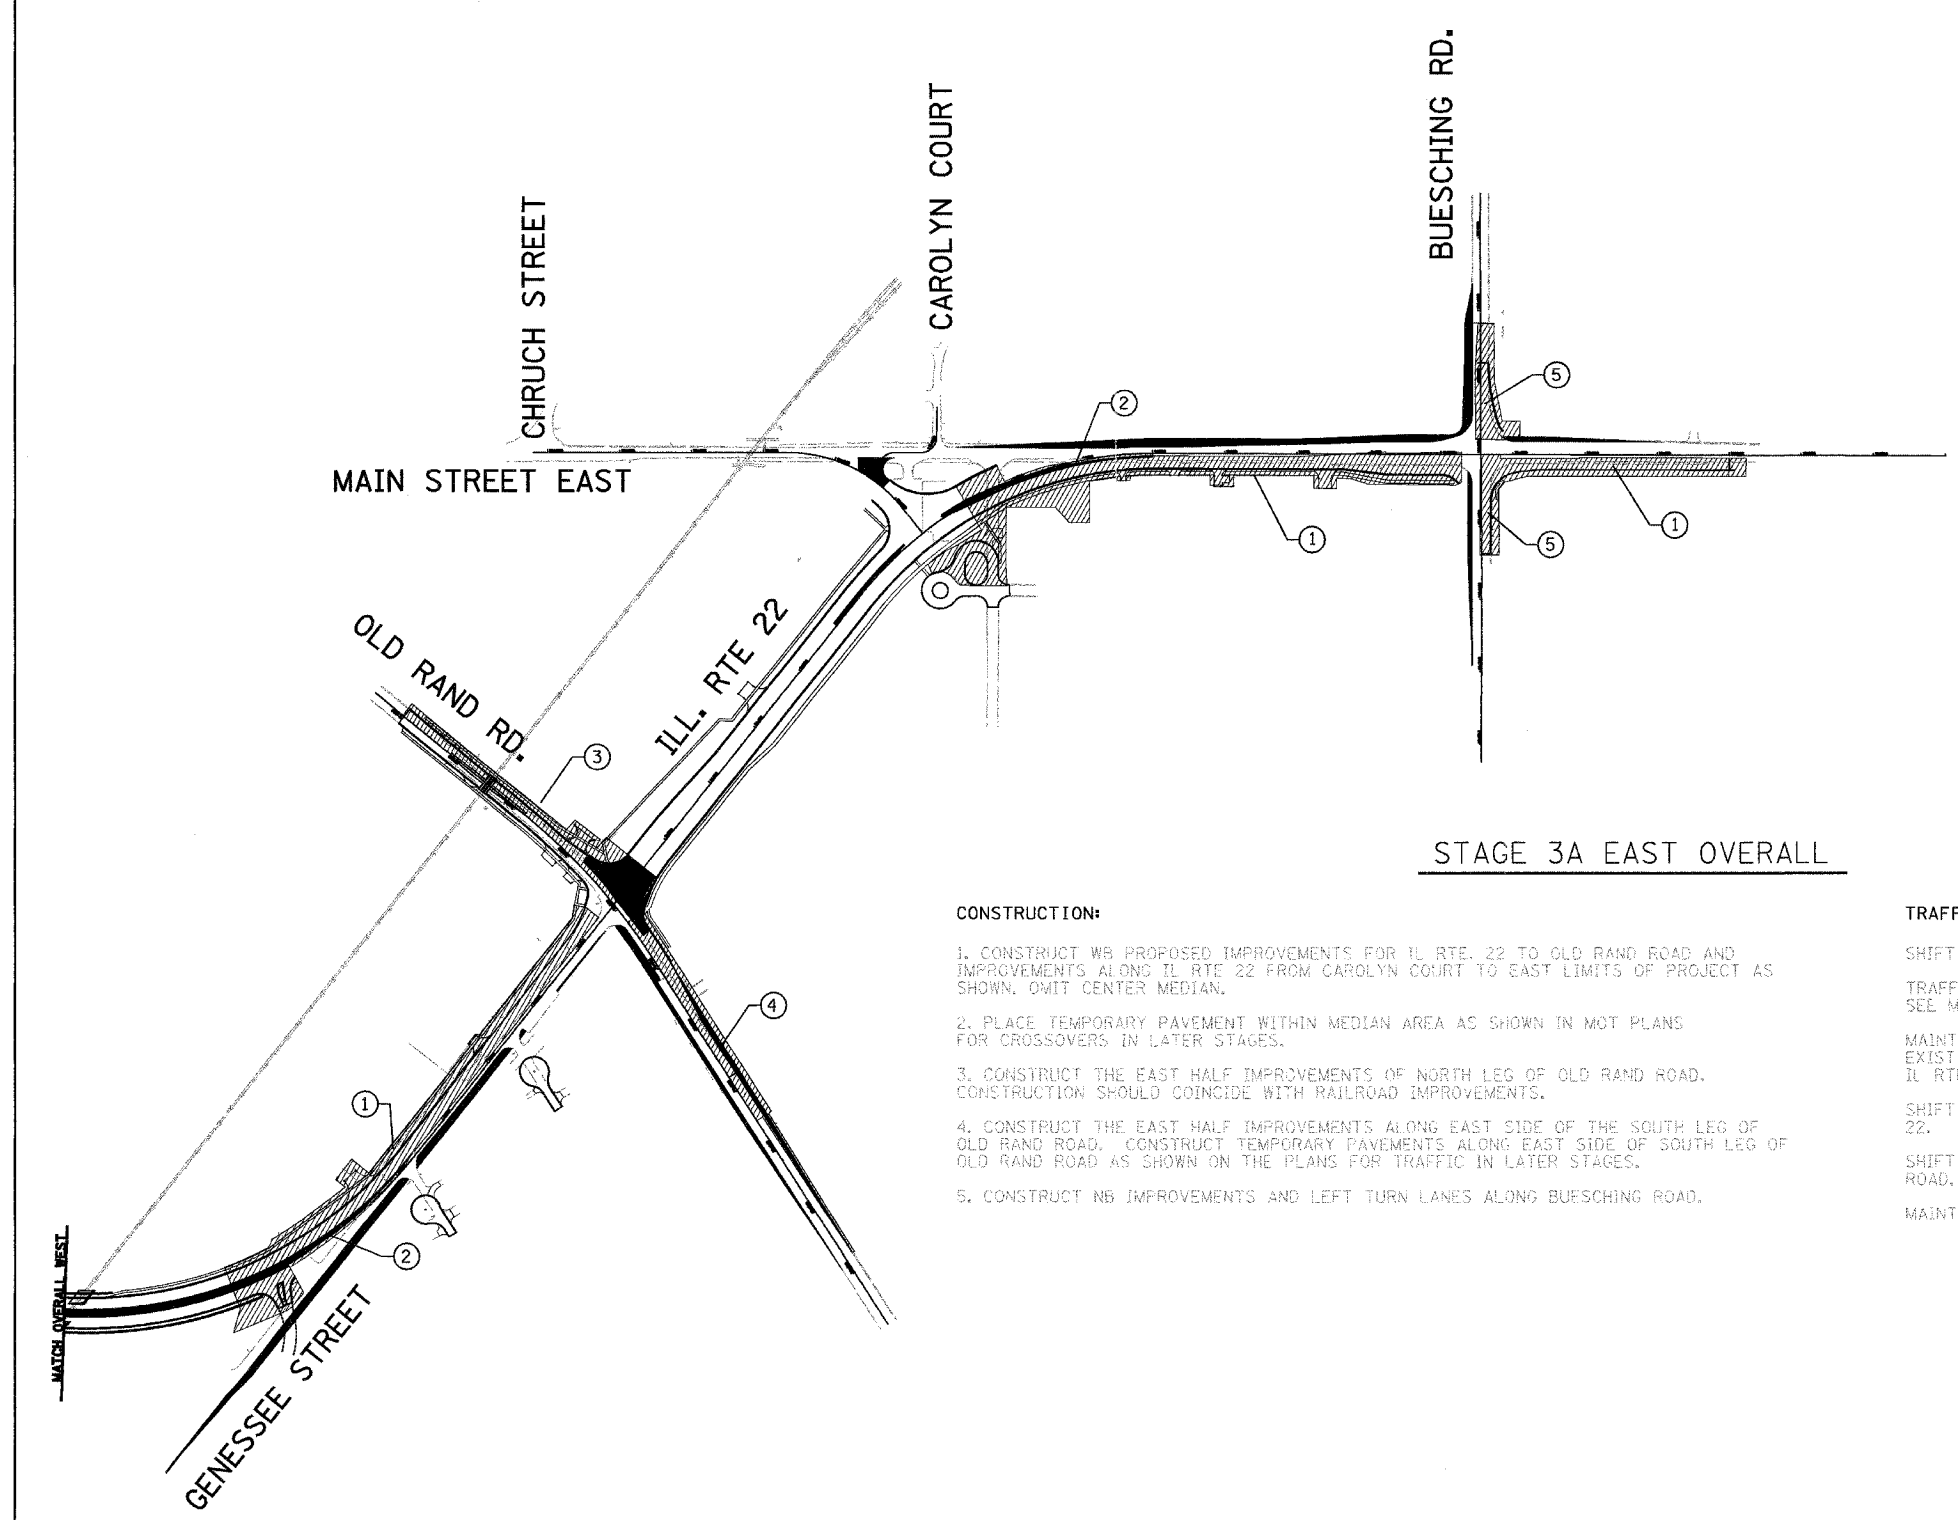 BUESCHING RD.
CAROLYN COURT
CHRUCH STREET
5
2
MAIN STREET EAST
1
5
1
OLD RAND RD.
ILL. RTE 22
3
4
1
2
MATCH OVERALL WEST
GENESSEE STREET
STAGE 3A EAST OVERALL
CONSTRUCTION:
1. CONSTRUCT WB PROPOSED IMPROVEMENTS FOR IL RTE. 22 TO OLD RAND ROAD AND
IMPROVEMENTS ALONG IL RTE 22 FROM CAROLYN COURT TO EAST LIMITS OF PROJECT AS
SHOWN. OMIT CENTER MEDIAN.
2. PLACE TEMPORARY PAVEMENT WITHIN MEDIAN AREA AS SHOWN IN MOT PLANS
FOR CROSSOVERS IN LATER STAGES.
3. CONSTRUCT THE EAST HALF IMPROVEMENTS OF NORTH LEG OF OLD RAND ROAD.
CONSTRUCTION SHOULD COINCIDE WITH RAILROAD IMPROVEMENTS.
4. CONSTRUCT THE EAST HALF IMPROVEMENTS ALONG EAST SIDE OF THE SOUTH LEG OF
OLD RAND ROAD. CONSTRUCT TEMPORARY PAVEMENTS ALONG EAST SIDE OF SOUTH LEG OF
OLD RAND ROAD AS SHOWN ON THE PLANS FOR TRAFFIC IN LATER STAGES.
5. CONSTRUCT NB IMPROVEMENTS AND LEFT TURN LANES ALONG BUESCHING ROAD.
TRAFF
SHIFT
TRAFF
SEE M
MAINT
EXIST
IL RTE
SHIFT
22.
SHIFT
ROAD.
MAINT